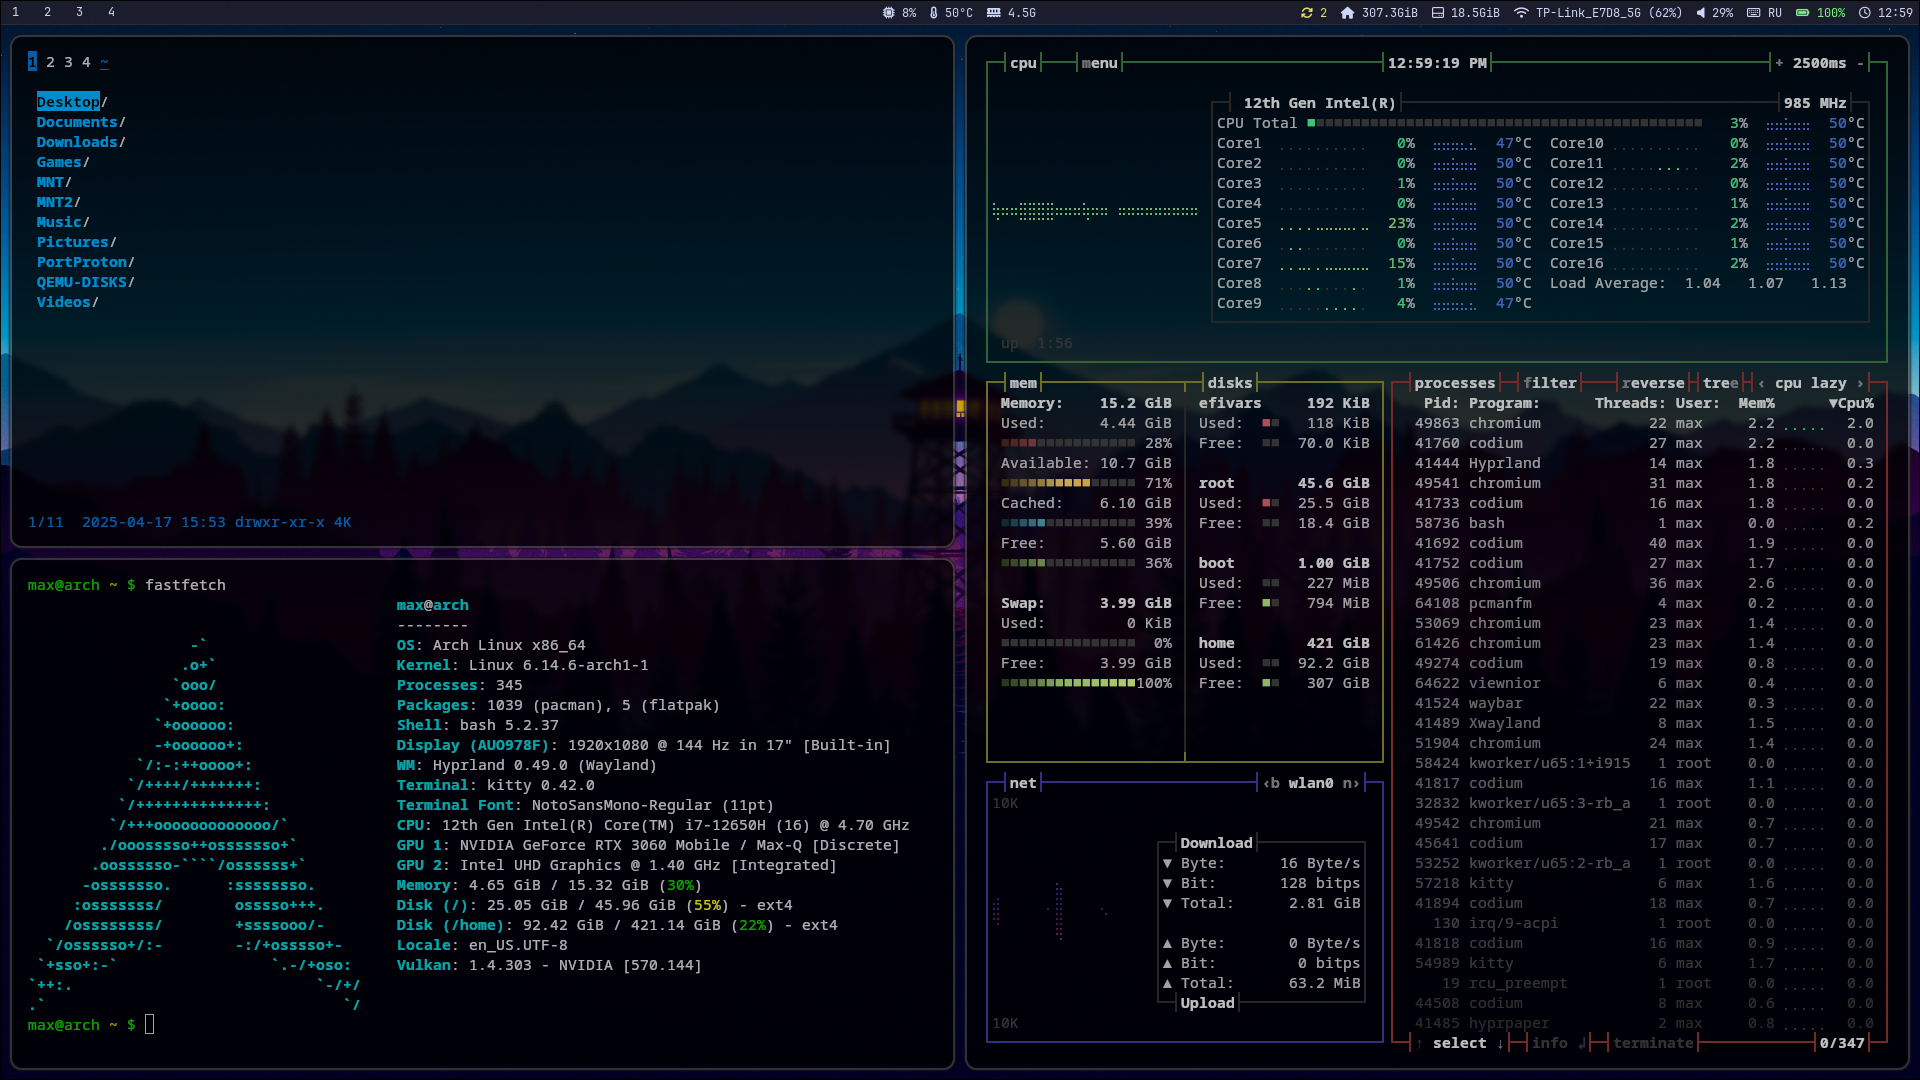 1 2 3 4 8% 50°C 4.5G 2 307.3GiB 18.5GiB TP-Link_E7D8_5G (62%) 29% RU 100% 12:59
1 2 3 4 ~
Desktop/
Documents/
Downloads/
Games/
MNT/
MNT2/
Music/
Pictures/
PortProton/
QEMU-DISKS/
Videos/
1/11 2025-04-17 15:53 drwxr-xr-x 4K
max@arch ~ $ fastfetch
max@arch
--------
OS: Arch Linux x86_64
Kernel: Linux 6.14.6-arch1-1
Processes: 345
Packages: 1039 (pacman), 5 (flatpak)
Shell: bash 5.2.37
Display (AUO978F): 1920x1080 @ 144 Hz in 17" [Built-in]
WM: Hyprland 0.49.0 (Wayland)
Terminal: kitty 0.42.0
Terminal Font: NotoSansMono-Regular (11pt)
CPU: 12th Gen Intel(R) Core(TM) i7-12650H (16) @ 4.70 GHz
GPU 1: NVIDIA GeForce RTX 3060 Mobile / Max-Q [Discrete]
GPU 2: Intel UHD Graphics @ 1.40 GHz [Integrated]
Memory: 4.65 GiB / 15.32 GiB (30%)
Disk (/): 25.05 GiB / 45.96 GiB (55%) - ext4
Disk (/home): 92.42 GiB / 421.14 GiB (22%) - ext4
Locale: en_US.UTF-8
Vulkan: 1.4.303 - NVIDIA [570.144]
max@arch ~ $
cpu menu 12:59:19 PM + 2500ms -
12th Gen Intel(R) 985 MHz
CPU Total 3% 50°C
Core1 0% 47°C Core10 0% 50°C
Core2 0% 50°C Core11 2% 50°C
Core3 1% 50°C Core12 0% 50°C
Core4 0% 50°C Core13 1% 50°C
Core5 23% 50°C Core14 2% 50°C
Core6 0% 50°C Core15 1% 50°C
Core7 15% 50°C Core16 2% 50°C
Core8 1% 50°C Load Average: 1.04 1.07 1.13
Core9 4% 47°C
up 1:56
mem
Memory: 15.2 GiB
Used: 4.44 GiB
28%
Available: 10.7 GiB
71%
Cached: 6.10 GiB
39%
Free: 5.60 GiB
36%
Swap: 3.99 GiB
Used: 0 KiB
0%
Free: 3.99 GiB
100%
disks
efivars 192 KiB
Used: 118 KiB
Free: 70.0 KiB
root 45.6 GiB
Used: 25.5 GiB
Free: 18.4 GiB
boot 1.00 GiB
Used: 227 MiB
Free: 794 MiB
home 421 GiB
Used: 92.2 GiB
Free: 307 GiB
net ‹b wlan0 n›
10K
Download
▼ Byte: 16 Byte/s
▼ Bit: 128 bitps
▼ Total: 2.81 GiB
▲ Byte: 0 Byte/s
▲ Bit: 0 bitps
▲ Total: 63.2 MiB
Upload
10K
processes filter reverse tree ‹ cpu lazy ›
Pid: Program: Threads: User: Mem% ▼Cpu%
49863 chromium 22 max 2.2 2.0
41760 codium 27 max 2.2 0.0
41444 Hyprland 14 max 1.8 0.3
49541 chromium 31 max 1.8 0.2
41733 codium 16 max 1.8 0.0
58736 bash 1 max 0.0 0.2
41692 codium 40 max 1.9 0.0
41752 codium 27 max 1.7 0.0
49506 chromium 36 max 2.6 0.0
64108 pcmanfm 4 max 0.2 0.0
53069 chromium 23 max 1.4 0.0
61426 chromium 23 max 1.4 0.0
49274 codium 19 max 0.8 0.0
64622 viewnior 6 max 0.4 0.0
41524 waybar 22 max 0.3 0.0
41489 Xwayland 8 max 1.5 0.0
51904 chromium 24 max 1.4 0.0
58424 kworker/u65:1+i915 1 root 0.0 0.0
41817 codium 16 max 1.1 0.0
32832 kworker/u65:3-rb_a 1 root 0.0 0.0
49542 chromium 21 max 0.7 0.0
45641 codium 17 max 0.7 0.0
53252 kworker/u65:2-rb_a 1 root 0.0 0.0
57218 kitty 6 max 1.6 0.0
41894 codium 18 max 0.7 0.0
130 irq/9-acpi 1 root 0.0 0.0
41818 codium 16 max 0.9 0.0
54989 kitty 6 max 1.7 0.0
19 rcu_preempt 1 root 0.0 0.0
44508 codium 8 max 0.6 0.0
41485 hyprpaper 2 max 0.8 0.0
↑ select ↓ info ↲ terminate 0/347